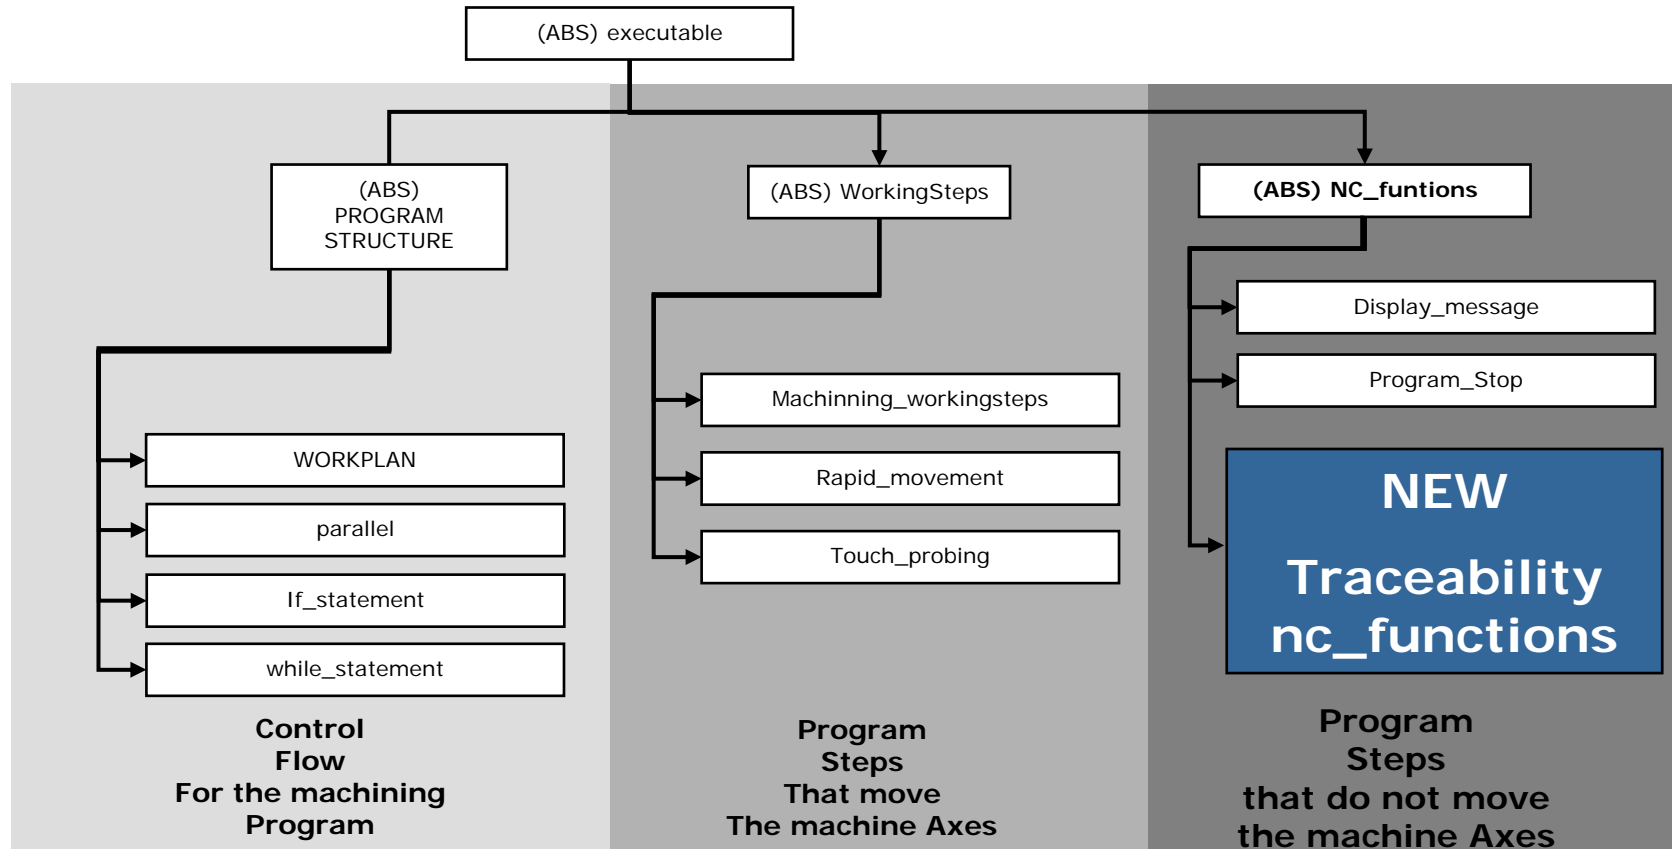 (ABS) executable
(ABS)
PROGRAM
STRUCTURE
(ABS) WorkingSteps
(ABS) NC_funtions
WORKPLAN
parallel
If_statement
while_statement
Machinning_workingsteps
Rapid_movement
Touch_probing
Display_message
Program_Stop
NEW
Traceability
nc_functions
Control
Flow
For the machining
Program
Program
Steps
That move
The machine Axes
Program
Steps
that do not move
the machine Axes